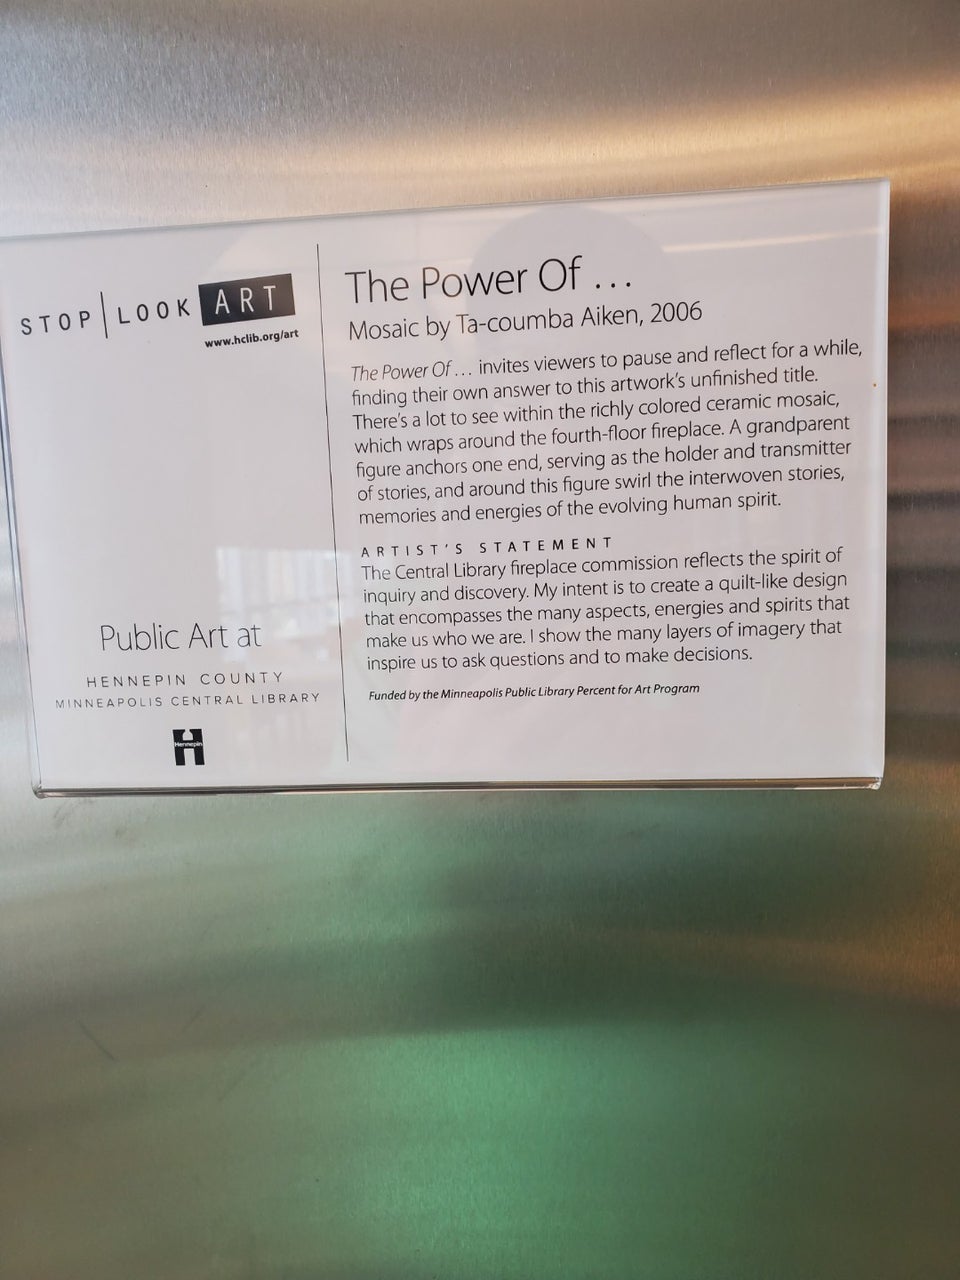 STOP | LOOK ART
www.hclib.org/art
Public Art at
HENNEPIN COUNTY
MINNEAPOLIS CENTRAL LIBRARY
Hennepin
The Power Of ...
Mosaic by Ta-coumba Aiken, 2006
The Power Of ... invites viewers to pause and reflect for a while,
finding their own answer to this artwork's unfinished title.
There's a lot to see within the richly colored ceramic mosaic,
which wraps around the fourth-floor fireplace. A grandparent
figure anchors one end, serving as the holder and transmitter
of stories, and around this figure swirl the interwoven stories,
memories and energies of the evolving human spirit.
ARTIST'S STATEMENT
The Central Library fireplace commission reflects the spirit of
inquiry and discovery. My intent is to create a quilt-like design
that encompasses the many aspects, energies and spirits that
make us who we are. I show the many layers of imagery that
inspire us to ask questions and to make decisions.
Funded by the Minneapolis Public Library Percent for Art Program